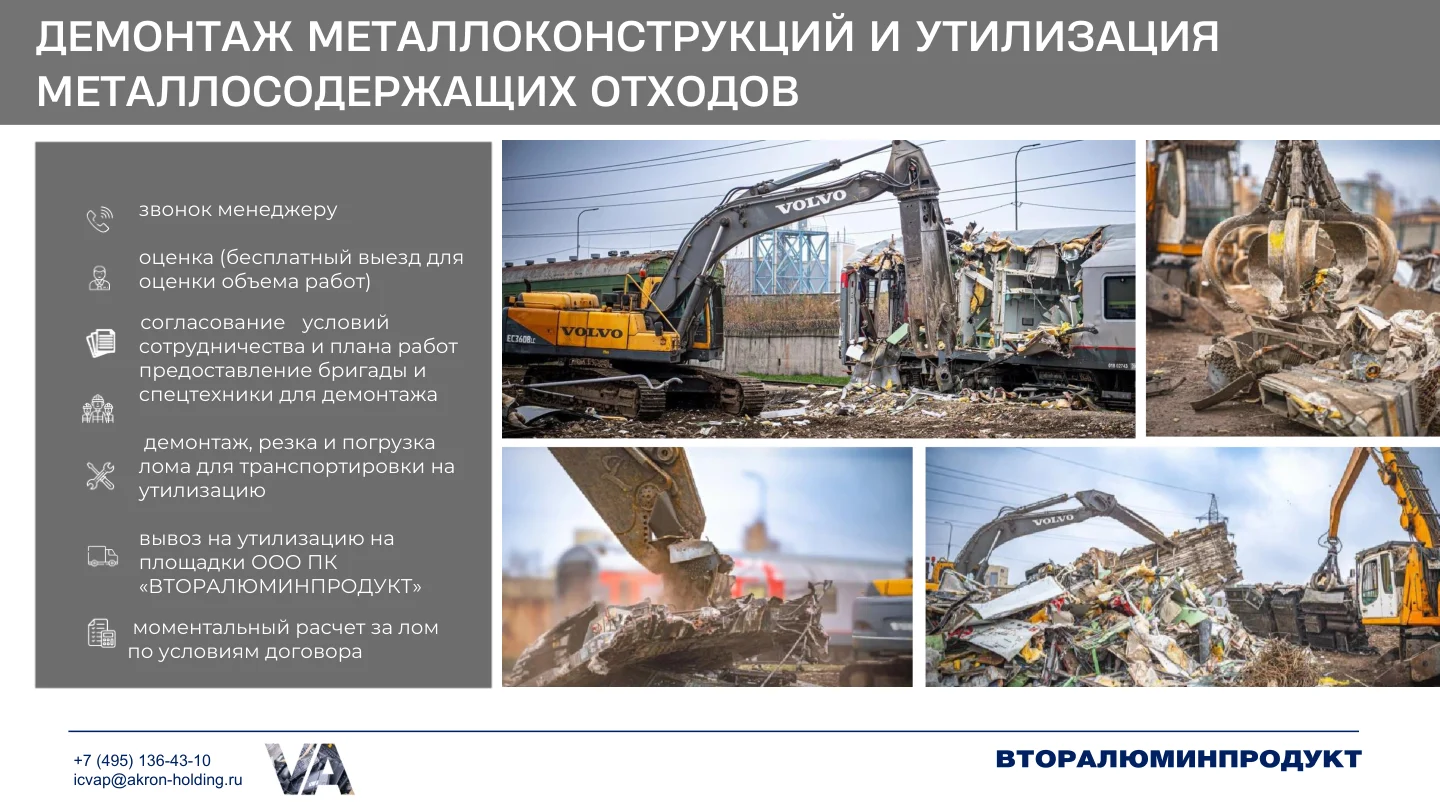 ДЕМОНТАЖ МЕТАЛЛОКОНСТРУКЦИЙ И УТИЛИЗАЦИЯ
МЕТАЛЛОСОДЕРЖАЩИХ ОТХОДОВ
звонок менеджеру
оценка (бесплатный выезд для
оценки объема работ)
согласование условий
сотрудничества и плана работ
предоставление бригады и
спецтехники для демонтажа
демонтаж, резка и погрузка
лома для транспортировки на
утилизацию
вывоз на утилизацию на
площадки ООО ПК
«ВТОРАЛЮМИНПРОДУКТ»
моментальный расчет за лом
по условиям договора
VOLVO
VOLVO
VOLVO
+7 (495) 136-43-10
icvap@akron-holding.ru
VA
ВТОРАЛЮМИНПРОДУКТ